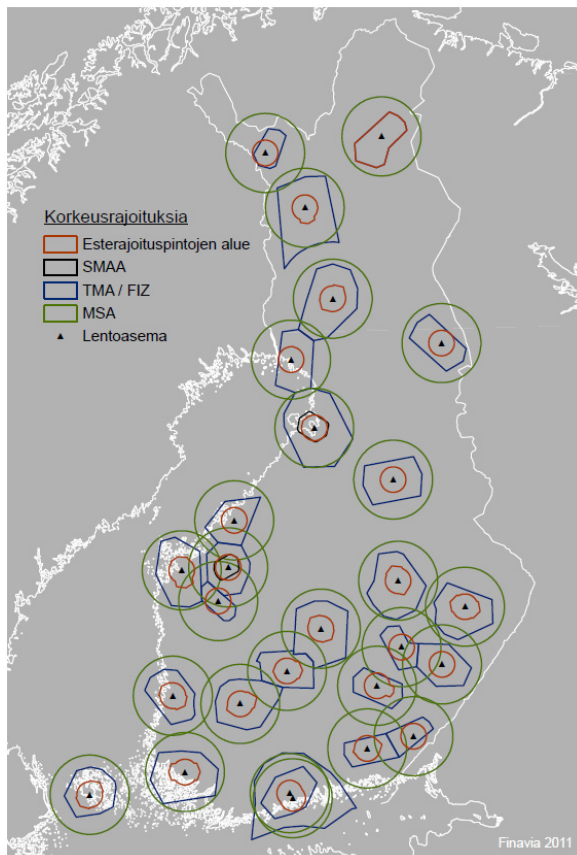 Korkeusrajoituksia
Esterajoituspintojen alue
SMAA
TMA / FIZ
MSA
Lentoasema
Finavia 2011